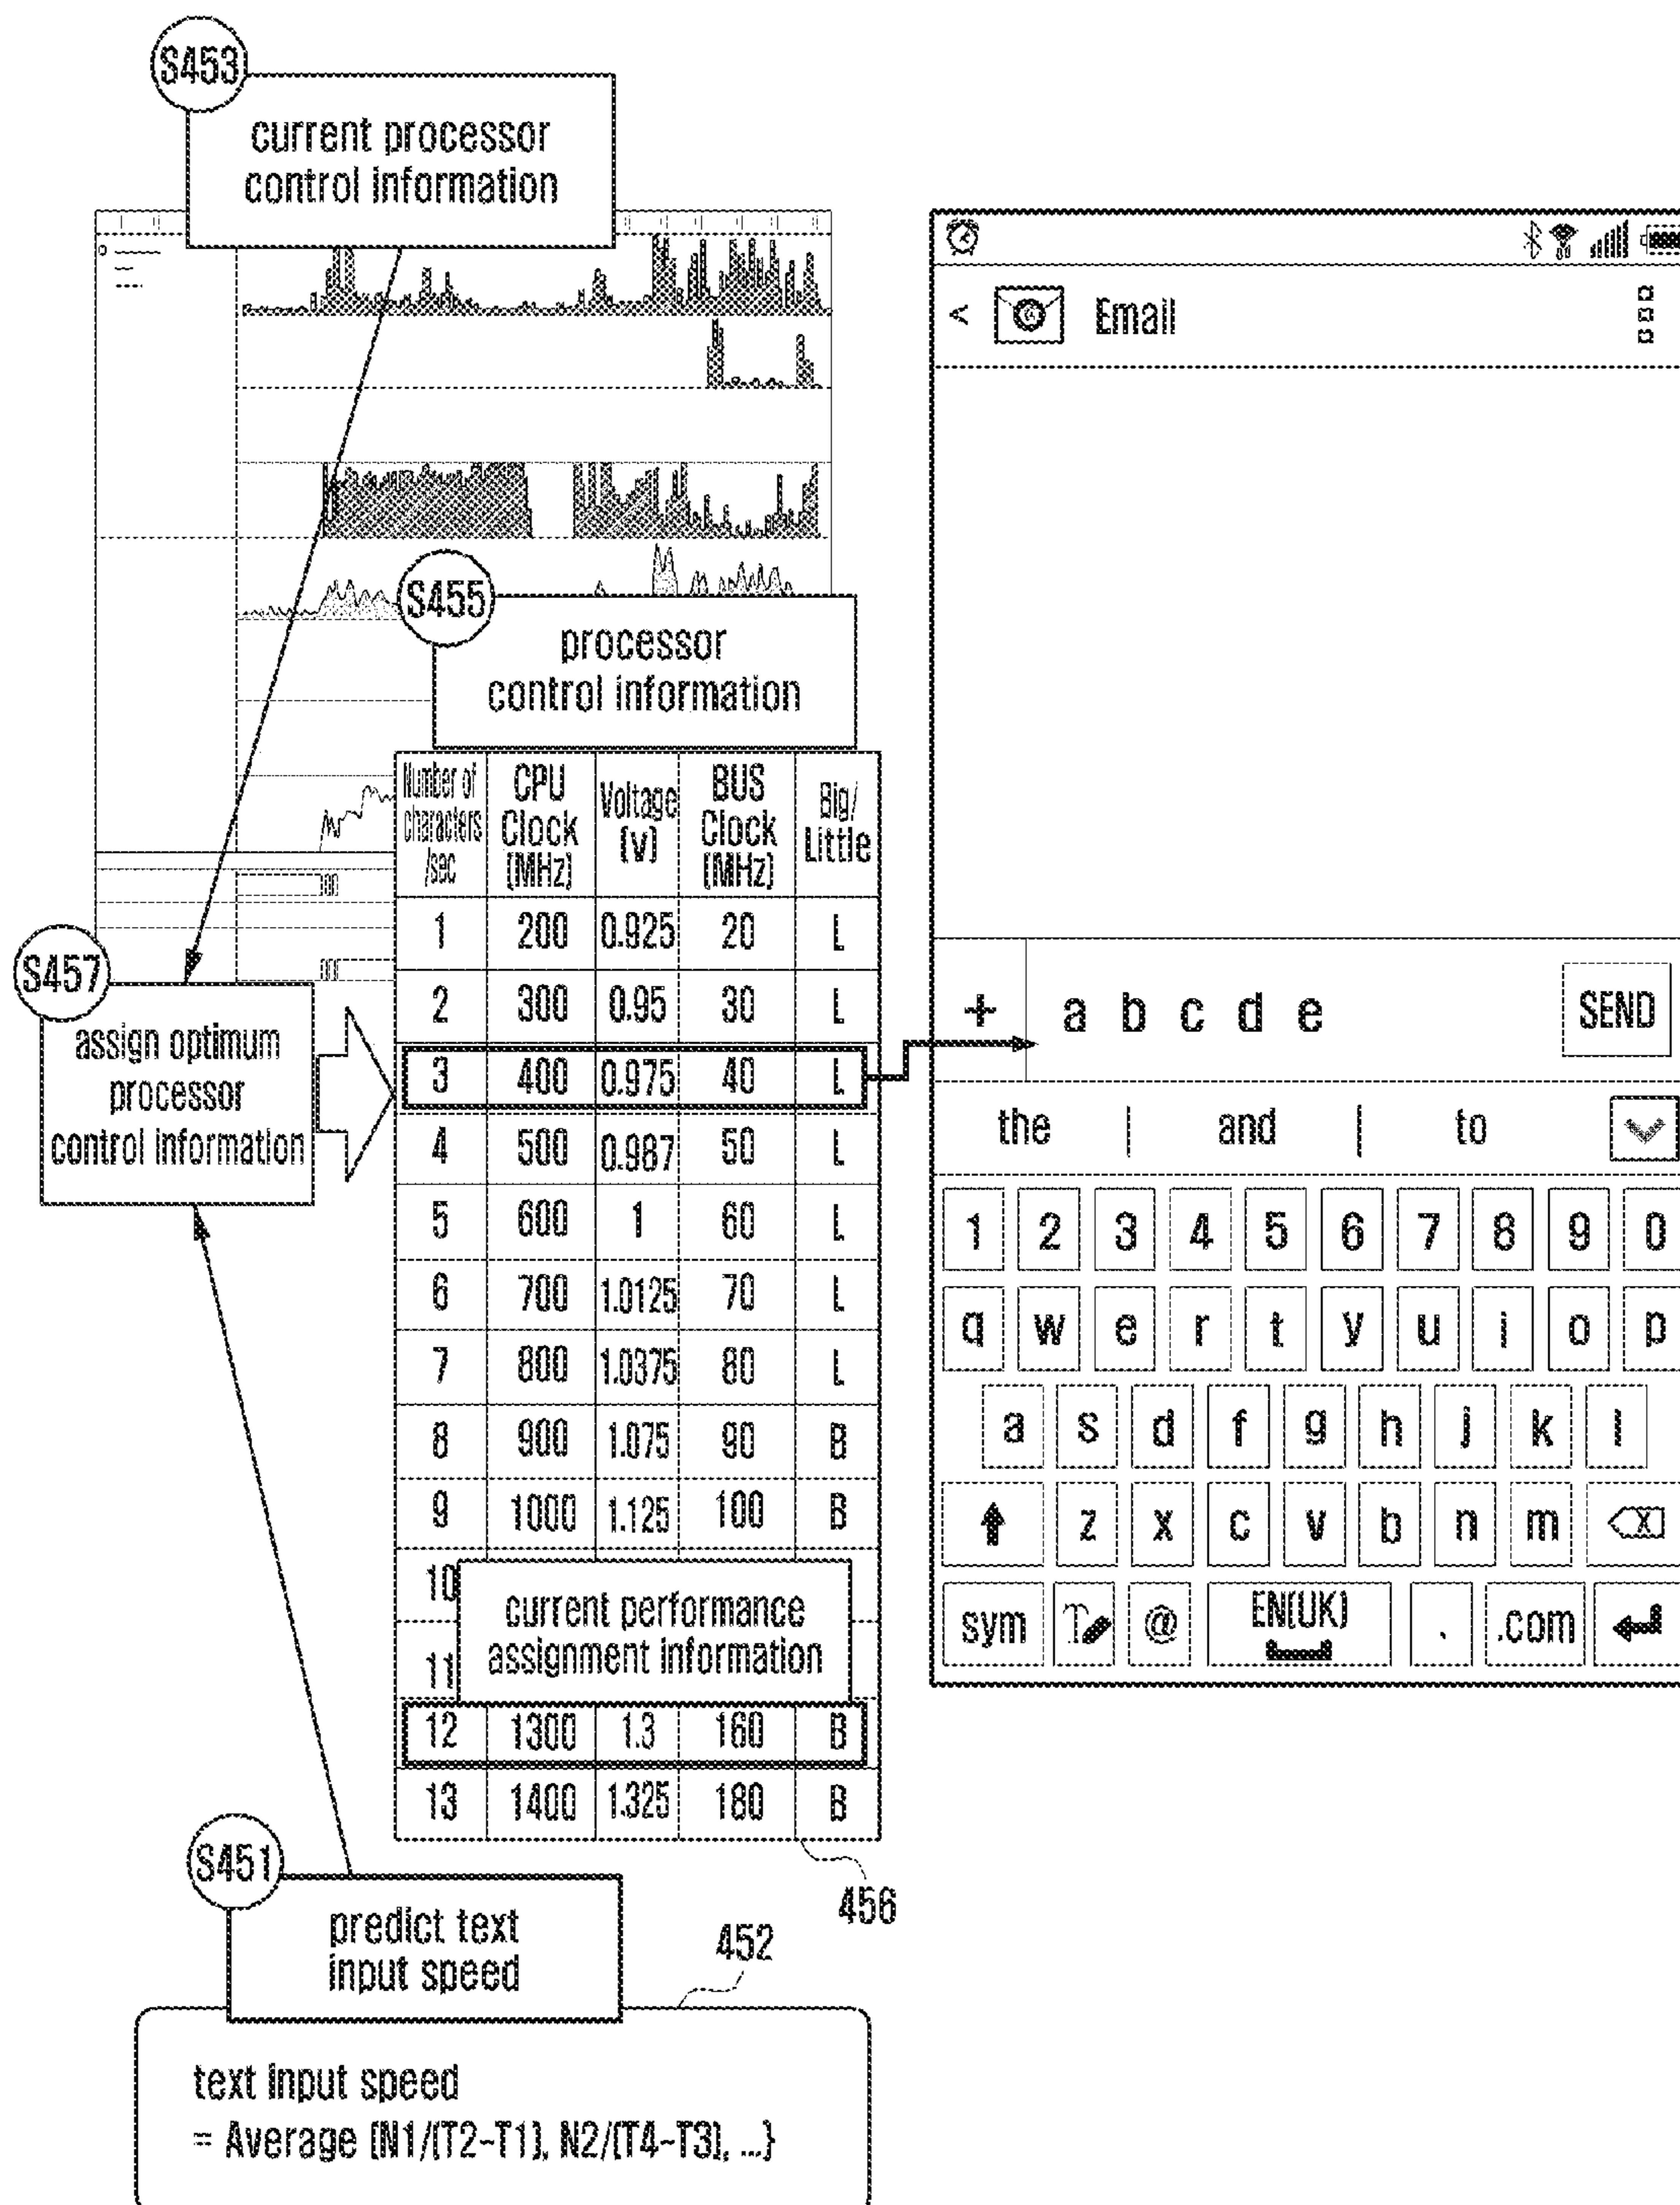 S453
current processor
control information
S455
processor
control information
Number of characters /sec CPU Clock (MHz) Voltage (v) BUS Clock (MHz) Big/ Little
1 200 0.925 20 L
2 300 0.95 30 L
3 400 0.975 40 L
4 500 0.987 50 L
5 600 1 60 L
6 700 1.0125 70 L
7 800 1.0375 80 L
8 900 1.075 90 B
9 1000 1.125 100 B
10
11
current performance
assignment information
12 1300 1.3 160 B
13 1400 1.325 180 B
456
S457
assign optimum
processor
control information
S451
predict text
input speed
452
text input speed
= Average {N1/(T2-T1), N2/(T4-T3), ...}
< Email
+ a b c d e SEND
the | and | to
1 2 3 4 5 6 7 8 9 0
q w e r t y u i o p
a s d f g h j k l
z x c v b n m X
sym T @ EN(UK) . .com